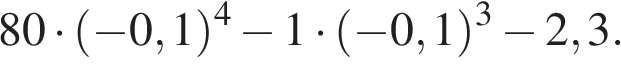 80 · (−0,1)⁴ − 1 · (−0,1)³ − 2,3.